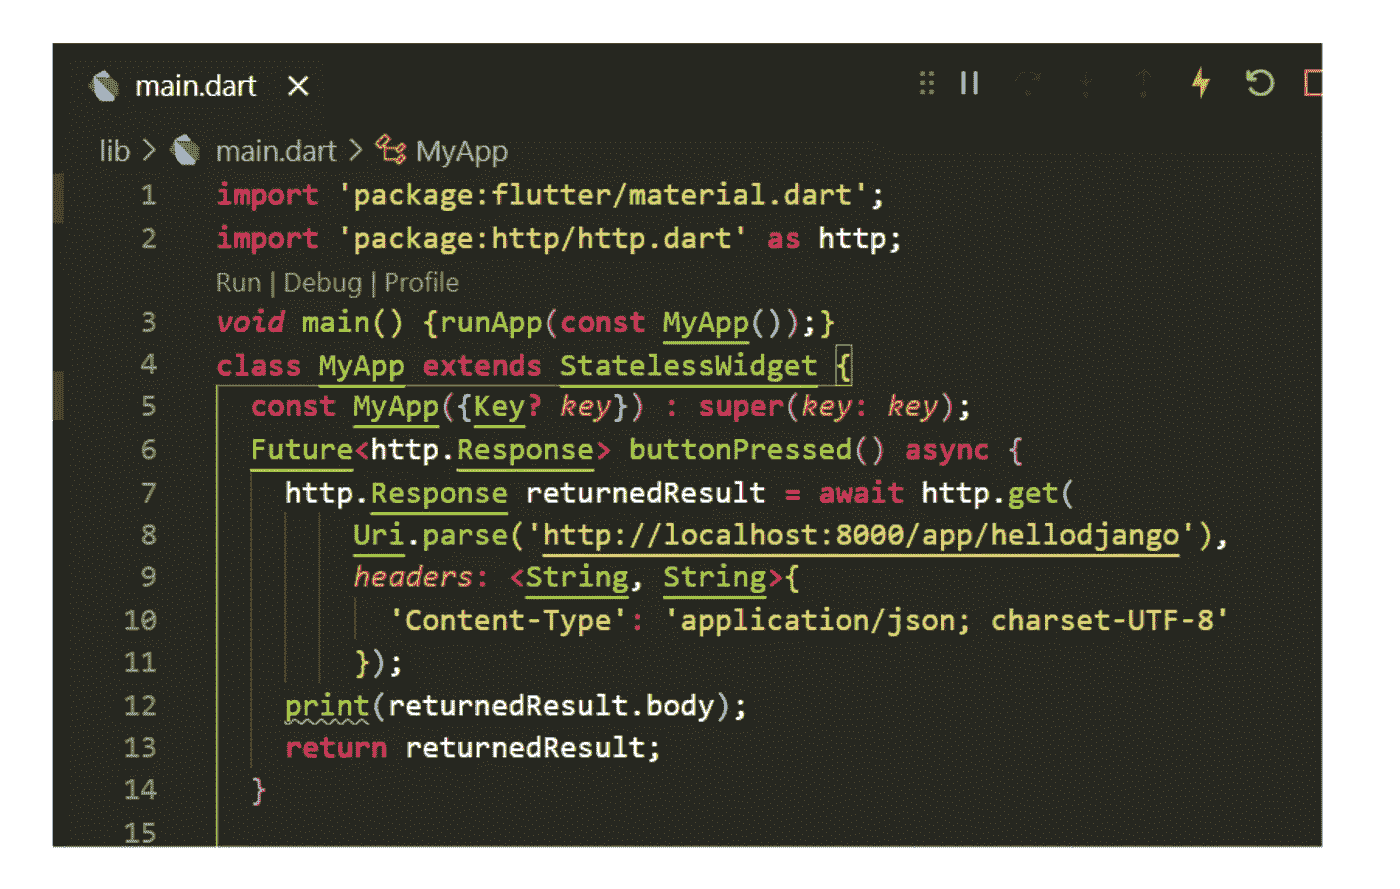 main.dart
lib > main.dart > MyApp
1 import 'package:flutter/material.dart';
2 import 'package:http/http.dart' as http;
Run | Debug | Profile
3 void main() {runApp(const MyApp());}
4 class MyApp extends StatelessWidget {
5 const MyApp({Key? key}) : super(key: key);
6 Future<http.Response> buttonPressed() async {
7 http.Response returnedResult = await http.get(
8 Uri.parse('http://localhost:8000/app/hellodjango'),
9 headers: <String, String>{
10 'Content-Type': 'application/json; charset-UTF-8'
11 });
12 print(returnedResult.body);
13 return returnedResult;
14 }
15